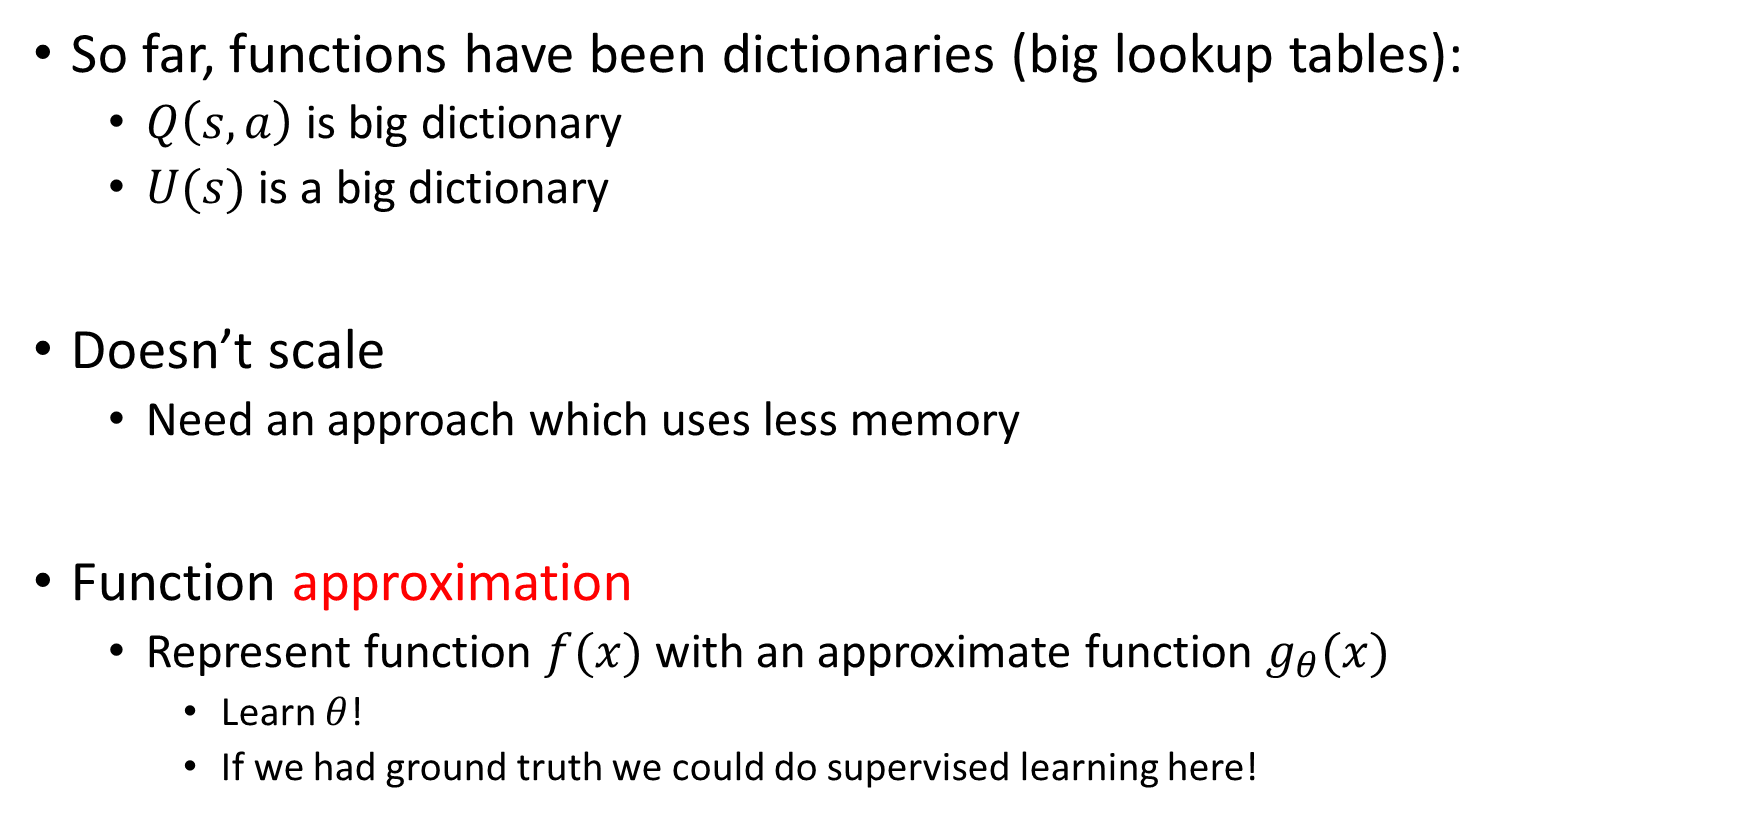 • So far, functions have been dictionaries (big lookup tables):
• Q(s, a) is big dictionary
• U(s) is a big dictionary
• Doesn’t scale
• Need an approach which uses less memory
• Function approximation
• Represent function f(x) with an approximate function g_θ(x)
• Learn θ!
• If we had ground truth we could do supervised learning here!